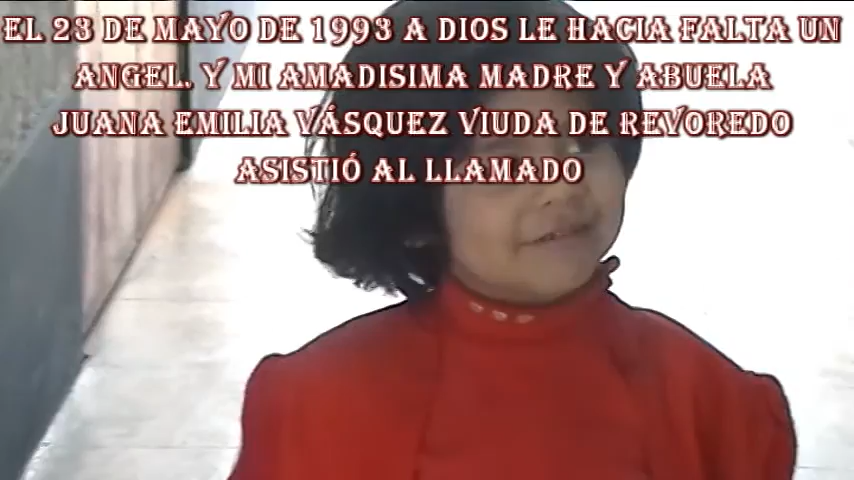 EL 23 DE MAYO DE 1993 A DIOS LE HACIA FALTA UN
ANGEL. Y MI AMADISIMA MADRE Y ABUELA
JUANA EMILIA VÁSQUEZ VIUDA DE REVOREDO
ASISTIÓ AL LLAMADO